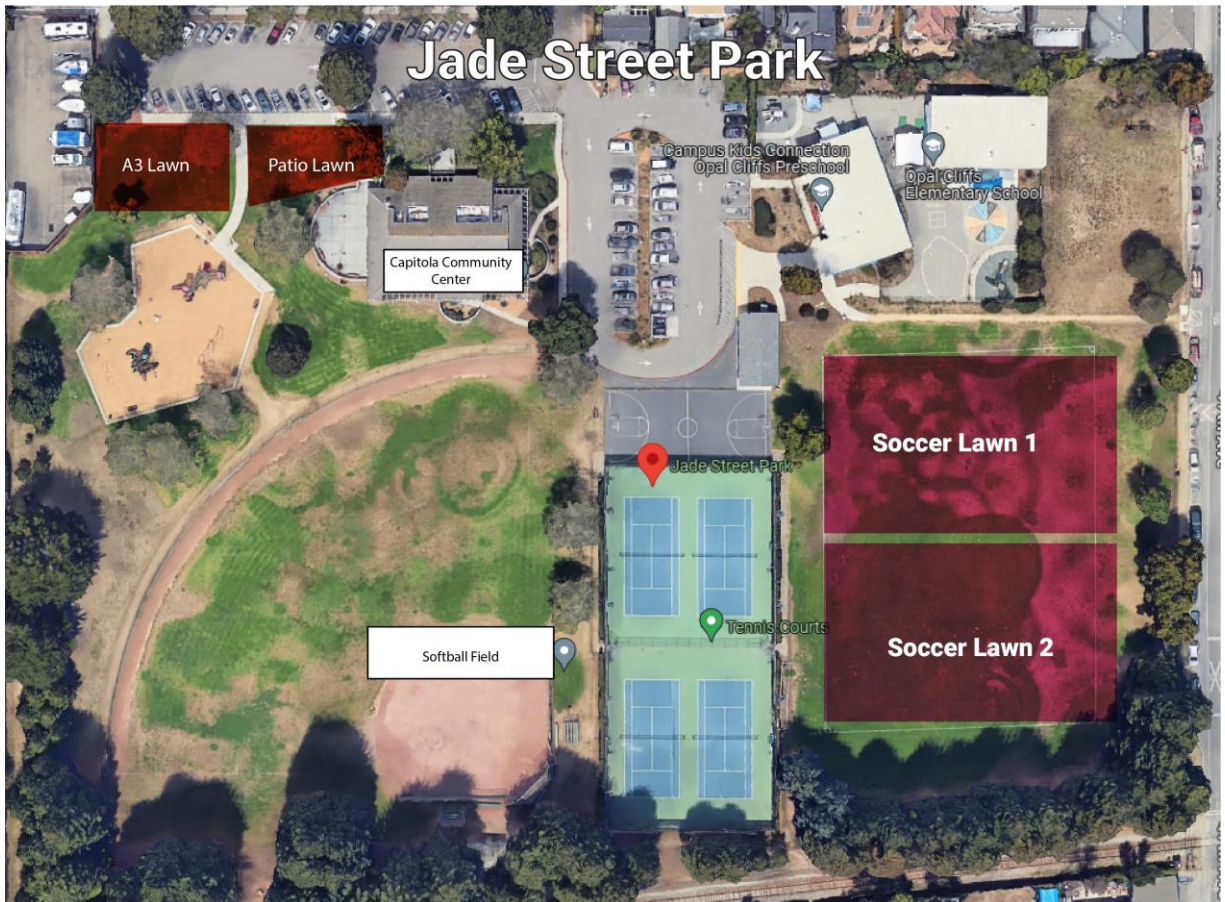 Jade Street Park
A3 Lawn
Patio Lawn
Campus Kids Connection
Opal Cliffs Preschool
Opal Cliffs
Elementary School
Capitola Community
Center
Soccer Lawn 1
Jade Street Park
Tennis Courts
Softball Field
Soccer Lawn 2